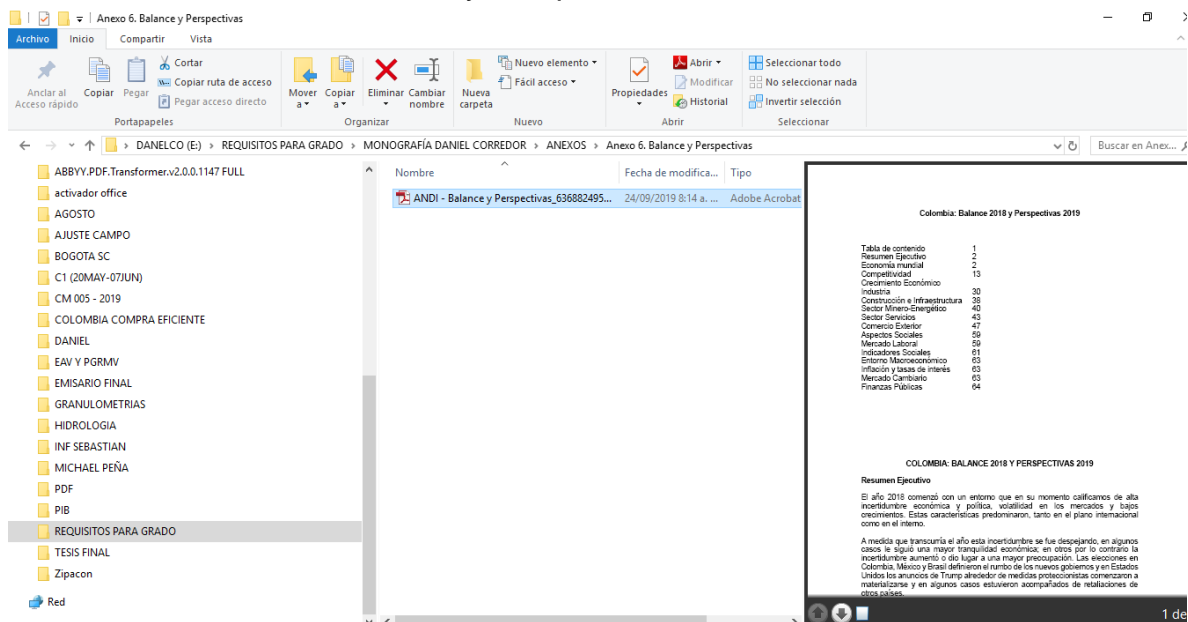 Anexo 6. Balance y Perspectivas
Archivo Inicio Compartir Vista
Anclar al Acceso rápido
Copiar
Pegar
Cortar
Copiar ruta de acceso
Pegar acceso directo
Portapapeles
Mover a
Copiar a
Eliminar
Cambiar nombre
Organizar
Nueva carpeta
Nuevo elemento
Fácil acceso
Nuevo
Propiedades
Abrir
Modificar
Historial
Abrir
Seleccionar todo
No seleccionar nada
Invertir selección
Seleccionar
DANELCO (E:) > REQUISITOS PARA GRADO > MONOGRAFÍA DANIEL CORREDOR > ANEXOS > Anexo 6. Balance y Perspectivas
Buscar en Anex...
ABBYY.PDF.Transformer.v2.0.0.1147 FULL
activador office
AGOSTO
AJUSTE CAMPO
BOGOTA SC
C1 (20MAY-07JUN)
CM 005 - 2019
COLOMBIA COMPRA EFICIENTE
DANIEL
EAV Y PGRMV
EMISARIO FINAL
GRANULOMETRIAS
HIDROLOGIA
INF SEBASTIAN
MICHAEL PEÑA
PDF
PIB
REQUISITOS PARA GRADO
TESIS FINAL
Zipacon
Red
Nombre Fecha de modifica... Tipo
ANDI - Balance y Perspectivas_636882495... 24/09/2019 8:14 a. ... Adobe Acrobat
Colombia: Balance 2018 y Perspectivas 2019
Tabla de contenido 1
Resumen Ejecutivo 2
Economía mundial 2
Competitividad 13
Crecimiento Económico
Industria 30
Construcción e Infraestructura 38
Sector Minero-Energético 40
Sector Servicios 43
Comercio Exterior 47
Aspectos Sociales 59
Mercado Laboral 59
Indicadores Sociales 61
Entorno Macroeconómico 63
Inflación y tasas de interés 63
Mercado Cambiario 63
Finanzas Públicas 64
COLOMBIA: BALANCE 2018 Y PERSPECTIVAS 2019
Resumen Ejecutivo
El año 2018 comenzó con un entorno que en su momento calificamos de alta
incertidumbre económica y política, volatilidad en los mercados y bajos
crecimientos. Estas características predominaron, tanto en el plano internacional
como en el interno.
A medida que transcurría el año esta incertidumbre se fue despejando, en algunos
casos le siguió una mayor tranquilidad económica; en otros por lo contrario la
incertidumbre aumentó o dio lugar a una mayor preocupación. Las elecciones en
Colombia, México y Brasil definieron el rumbo de los nuevos gobiernos y en Estados
Unidos los anuncios de Trump alrededor de medidas proteccionistas comenzaron a
materializarse y en algunos casos estuvieron acompañados de retaliaciones de
otros países.
1 de